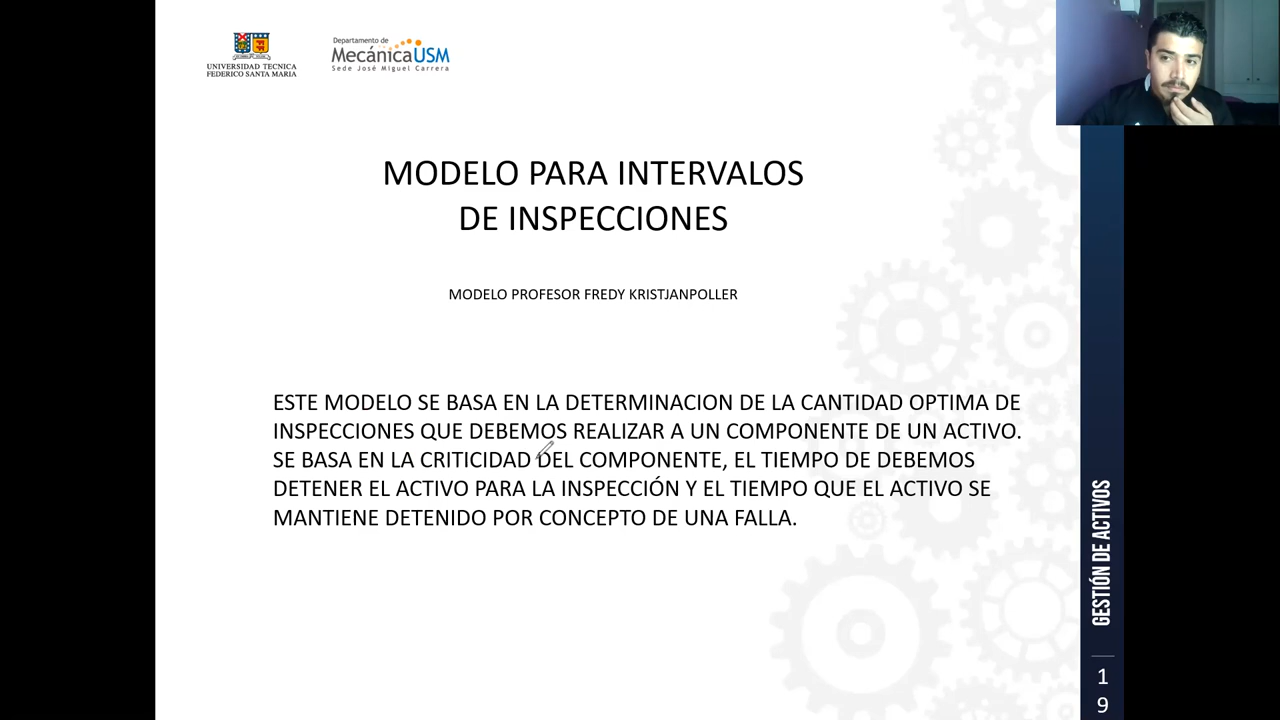 UNIVERSIDAD TECNICA
FEDERICO SANTA MARIA
Departamento de
MecánicaUSM
Sede José Miguel Carrera
MODELO PARA INTERVALOS
DE INSPECCIONES
MODELO PROFESOR FREDY KRISTJANPOLLER
ESTE MODELO SE BASA EN LA DETERMINACION DE LA CANTIDAD OPTIMA DE
INSPECCIONES QUE DEBEMOS REALIZAR A UN COMPONENTE DE UN ACTIVO.
SE BASA EN LA CRITICIDAD DEL COMPONENTE, EL TIEMPO DE DEBEMOS
DETENER EL ACTIVO PARA LA INSPECCIÓN Y EL TIEMPO QUE EL ACTIVO SE
MANTIENE DETENIDO POR CONCEPTO DE UNA FALLA.
GESTIÓN DE ACTIVOS
1
9